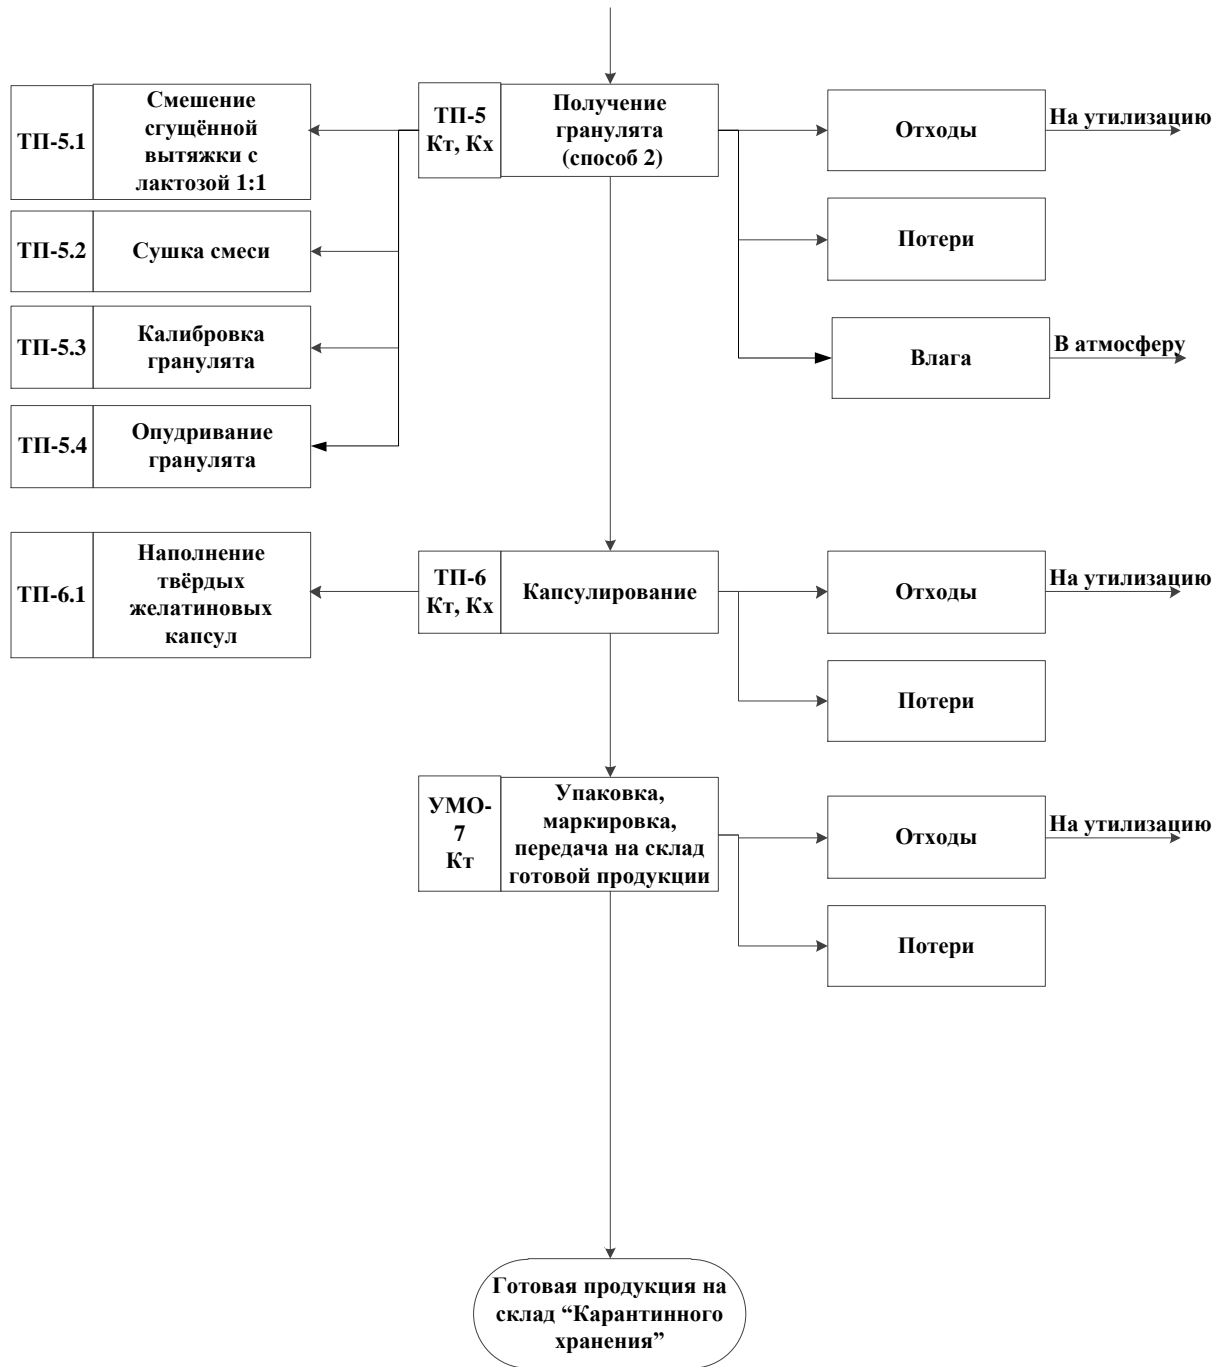 ТП-5.1
Смешение
сгущённой
вытяжки с
лактозой 1:1
ТП-5
Кт, Кх
Получение
гранулята
(способ 2)
Отходы
На утилизацию
ТП-5.2
Сушка смеси
Потери
ТП-5.3
Калибровка
гранулята
Влага
В атмосферу
ТП-5.4
Опудривание
гранулята
ТП-6.1
Наполнение
твёрдых
желатиновых
капсул
ТП-6
Кт, Кх
Капсулирование
Отходы
На утилизацию
Потери
УМО-
7
Кт
Упаковка,
маркировка,
передача на склад
готовой продукции
Отходы
На утилизацию
Потери
Готовая продукция на
склад “Карантинного
хранения”